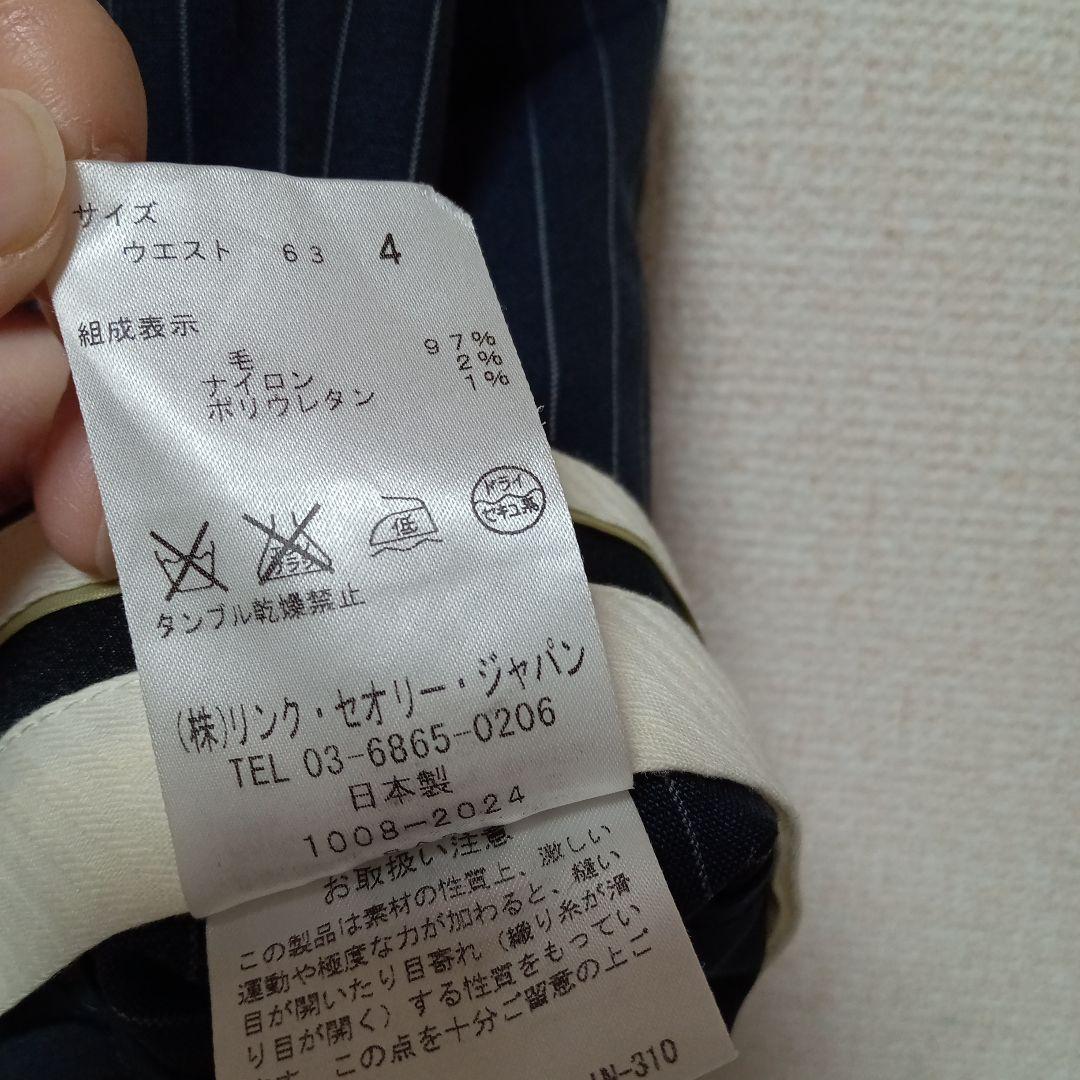 サイズ
ウエスト 63 4
組成表示
毛 97%
ナイロン 2%
ポリウレタン 1%
低
ドライ
セキユ系
タンブル乾燥禁止
(株)リンク・セオリー・ジャパン
TEL 03-6865-0206
日本製
1008-2024
お取扱い注意
この製品は素材の性質上、激しい
運動や極度な力が加わると、縫い
目が開いたり目寄れ(織り糸が滑
り目が開く)する性質をもってい
ます。この点を十分ご留意の上ご
IN-310